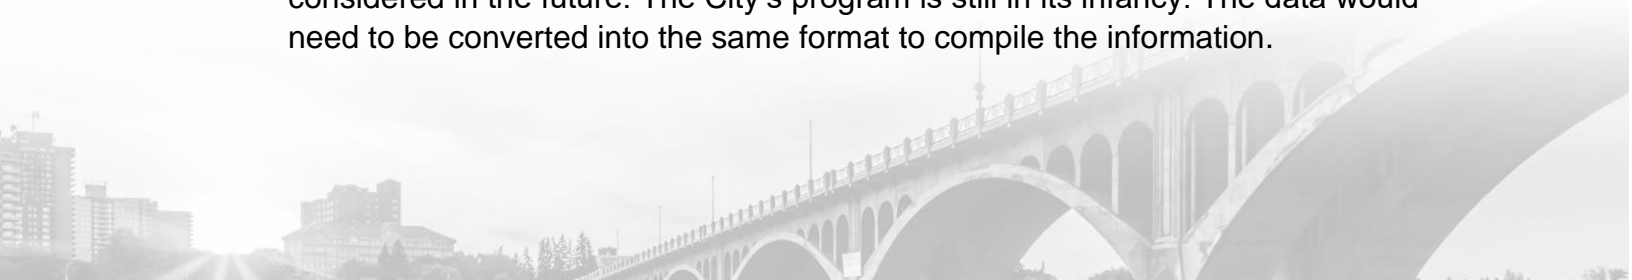 considered in the future. The City's program is still in its infancy. The data would
need to be converted into the same format to compile the information.